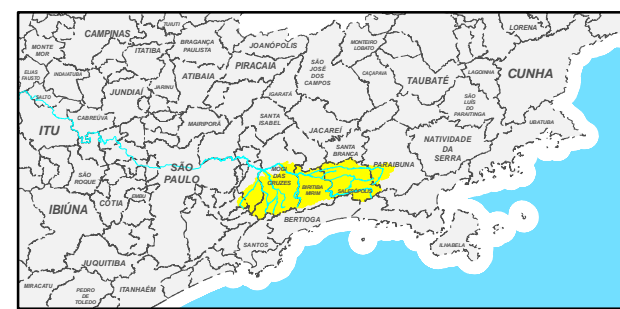 TUIUTI
CAMPINAS
BRAGANÇA
PAULISTA
JOANÓPOLIS
MONTEIRO
LOBATO
LORENA
MONTE
MOR
ITATIBA
PIRACAIA
SÃO
JOSÉ
DOS
CAMPOS
CAÇAPAVA
TAUBATÉ
LAGOINHA
CUNHA
ELIAS
FAUSTO
INDAIATUBA
JUNDIAÍ
JARINU
ATIBAIA
IGARATÁ
SÃO
LUÍS
DO
PARAITINGA
SALTO
CABREÚVA
MAIRIPORÃ
SANTA
ISABEL
JACAREÍ
UBATUBA
ITU
SANTA
BRANCA
NATIVIDADE
DA
SERRA
SÃO
PAULO
MOGI
DAS
CRUZES
PARAIBUNA
SÃO
ROQUE
EMBU
BIRITIBA
MIRIM
SALESÓPOLIS
COTIA
IBIÚNA
BERTIOGA
SANTOS
ILHABELA
JUQUITIBA
MIRACATU
PEDRO
DE
TOLEDO
ITANHAÉM